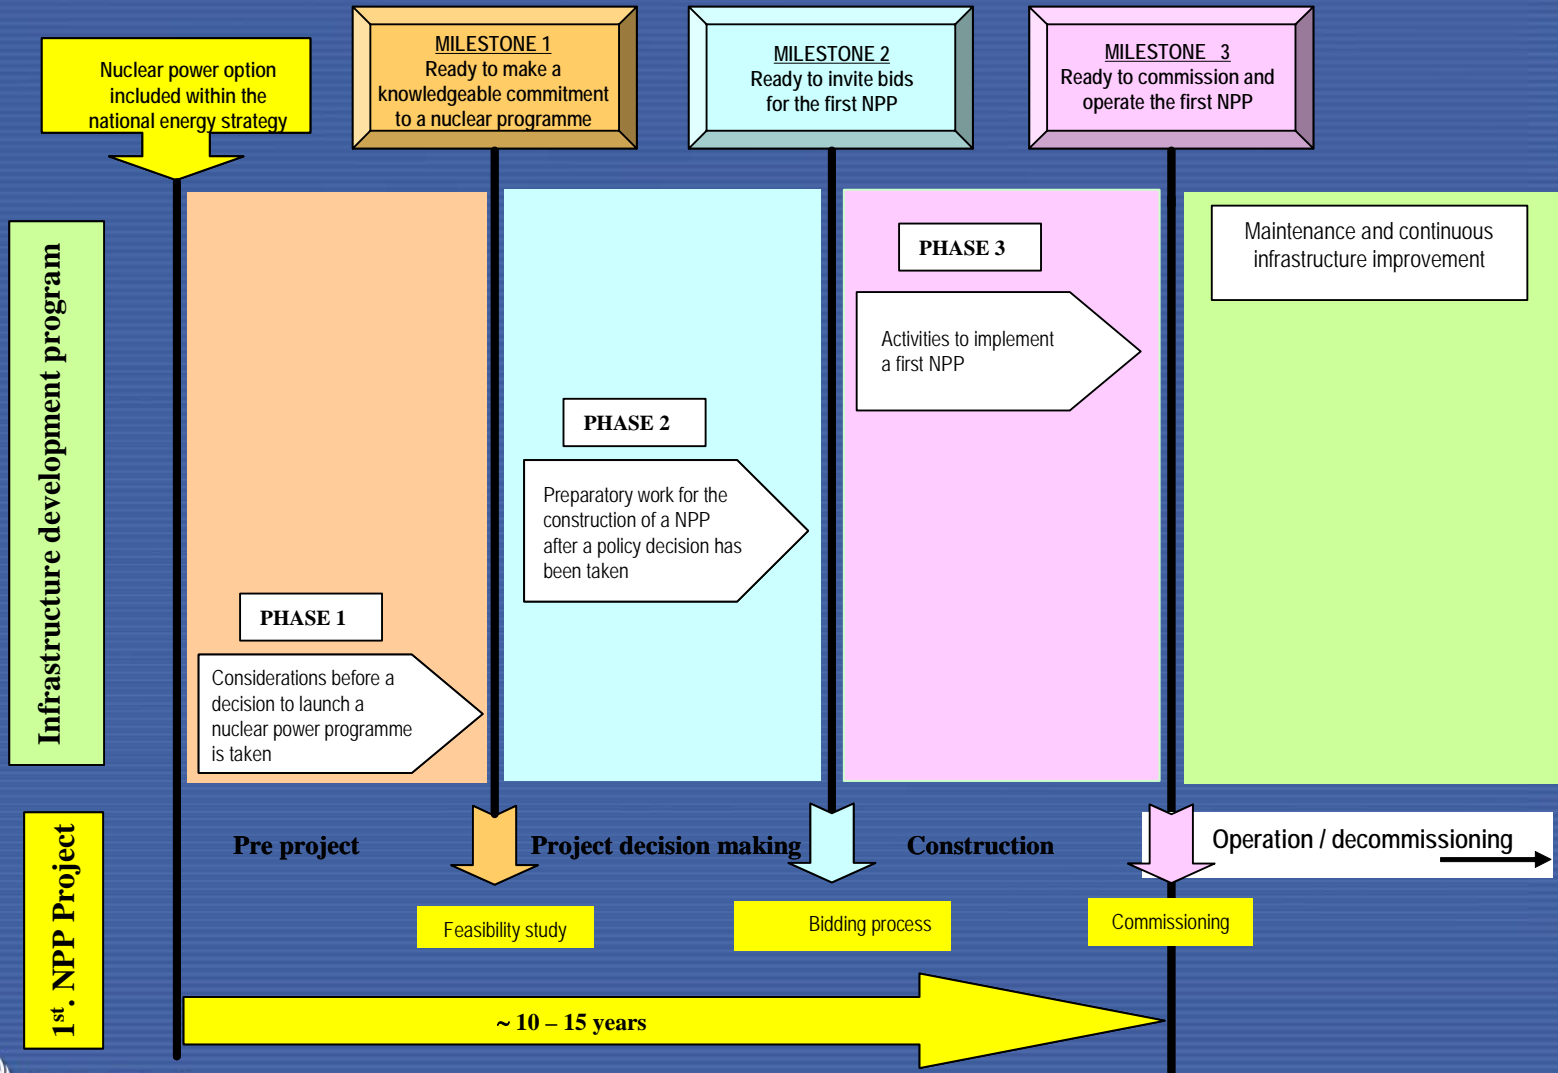 Nuclear power option
included within the
national energy strategy
MILESTONE 1
Ready to make a
knowledgeable commitment
to a nuclear programme
MILESTONE 2
Ready to invite bids
for the first NPP
MILESTONE 3
Ready to commission and
operate the first NPP
Infrastructure development program
PHASE 1
Considerations before a
decision to launch a
nuclear power programme
is taken
PHASE 2
Preparatory work for the
construction of a NPP
after a policy decision has
been taken
PHASE 3
Activities to implement
a first NPP
Maintenance and continuous
infrastructure improvement
1st. NPP Project
Pre project
Project decision making
Construction
Operation / decommissioning
Feasibility study
Bidding process
Commissioning
~ 10 – 15 years